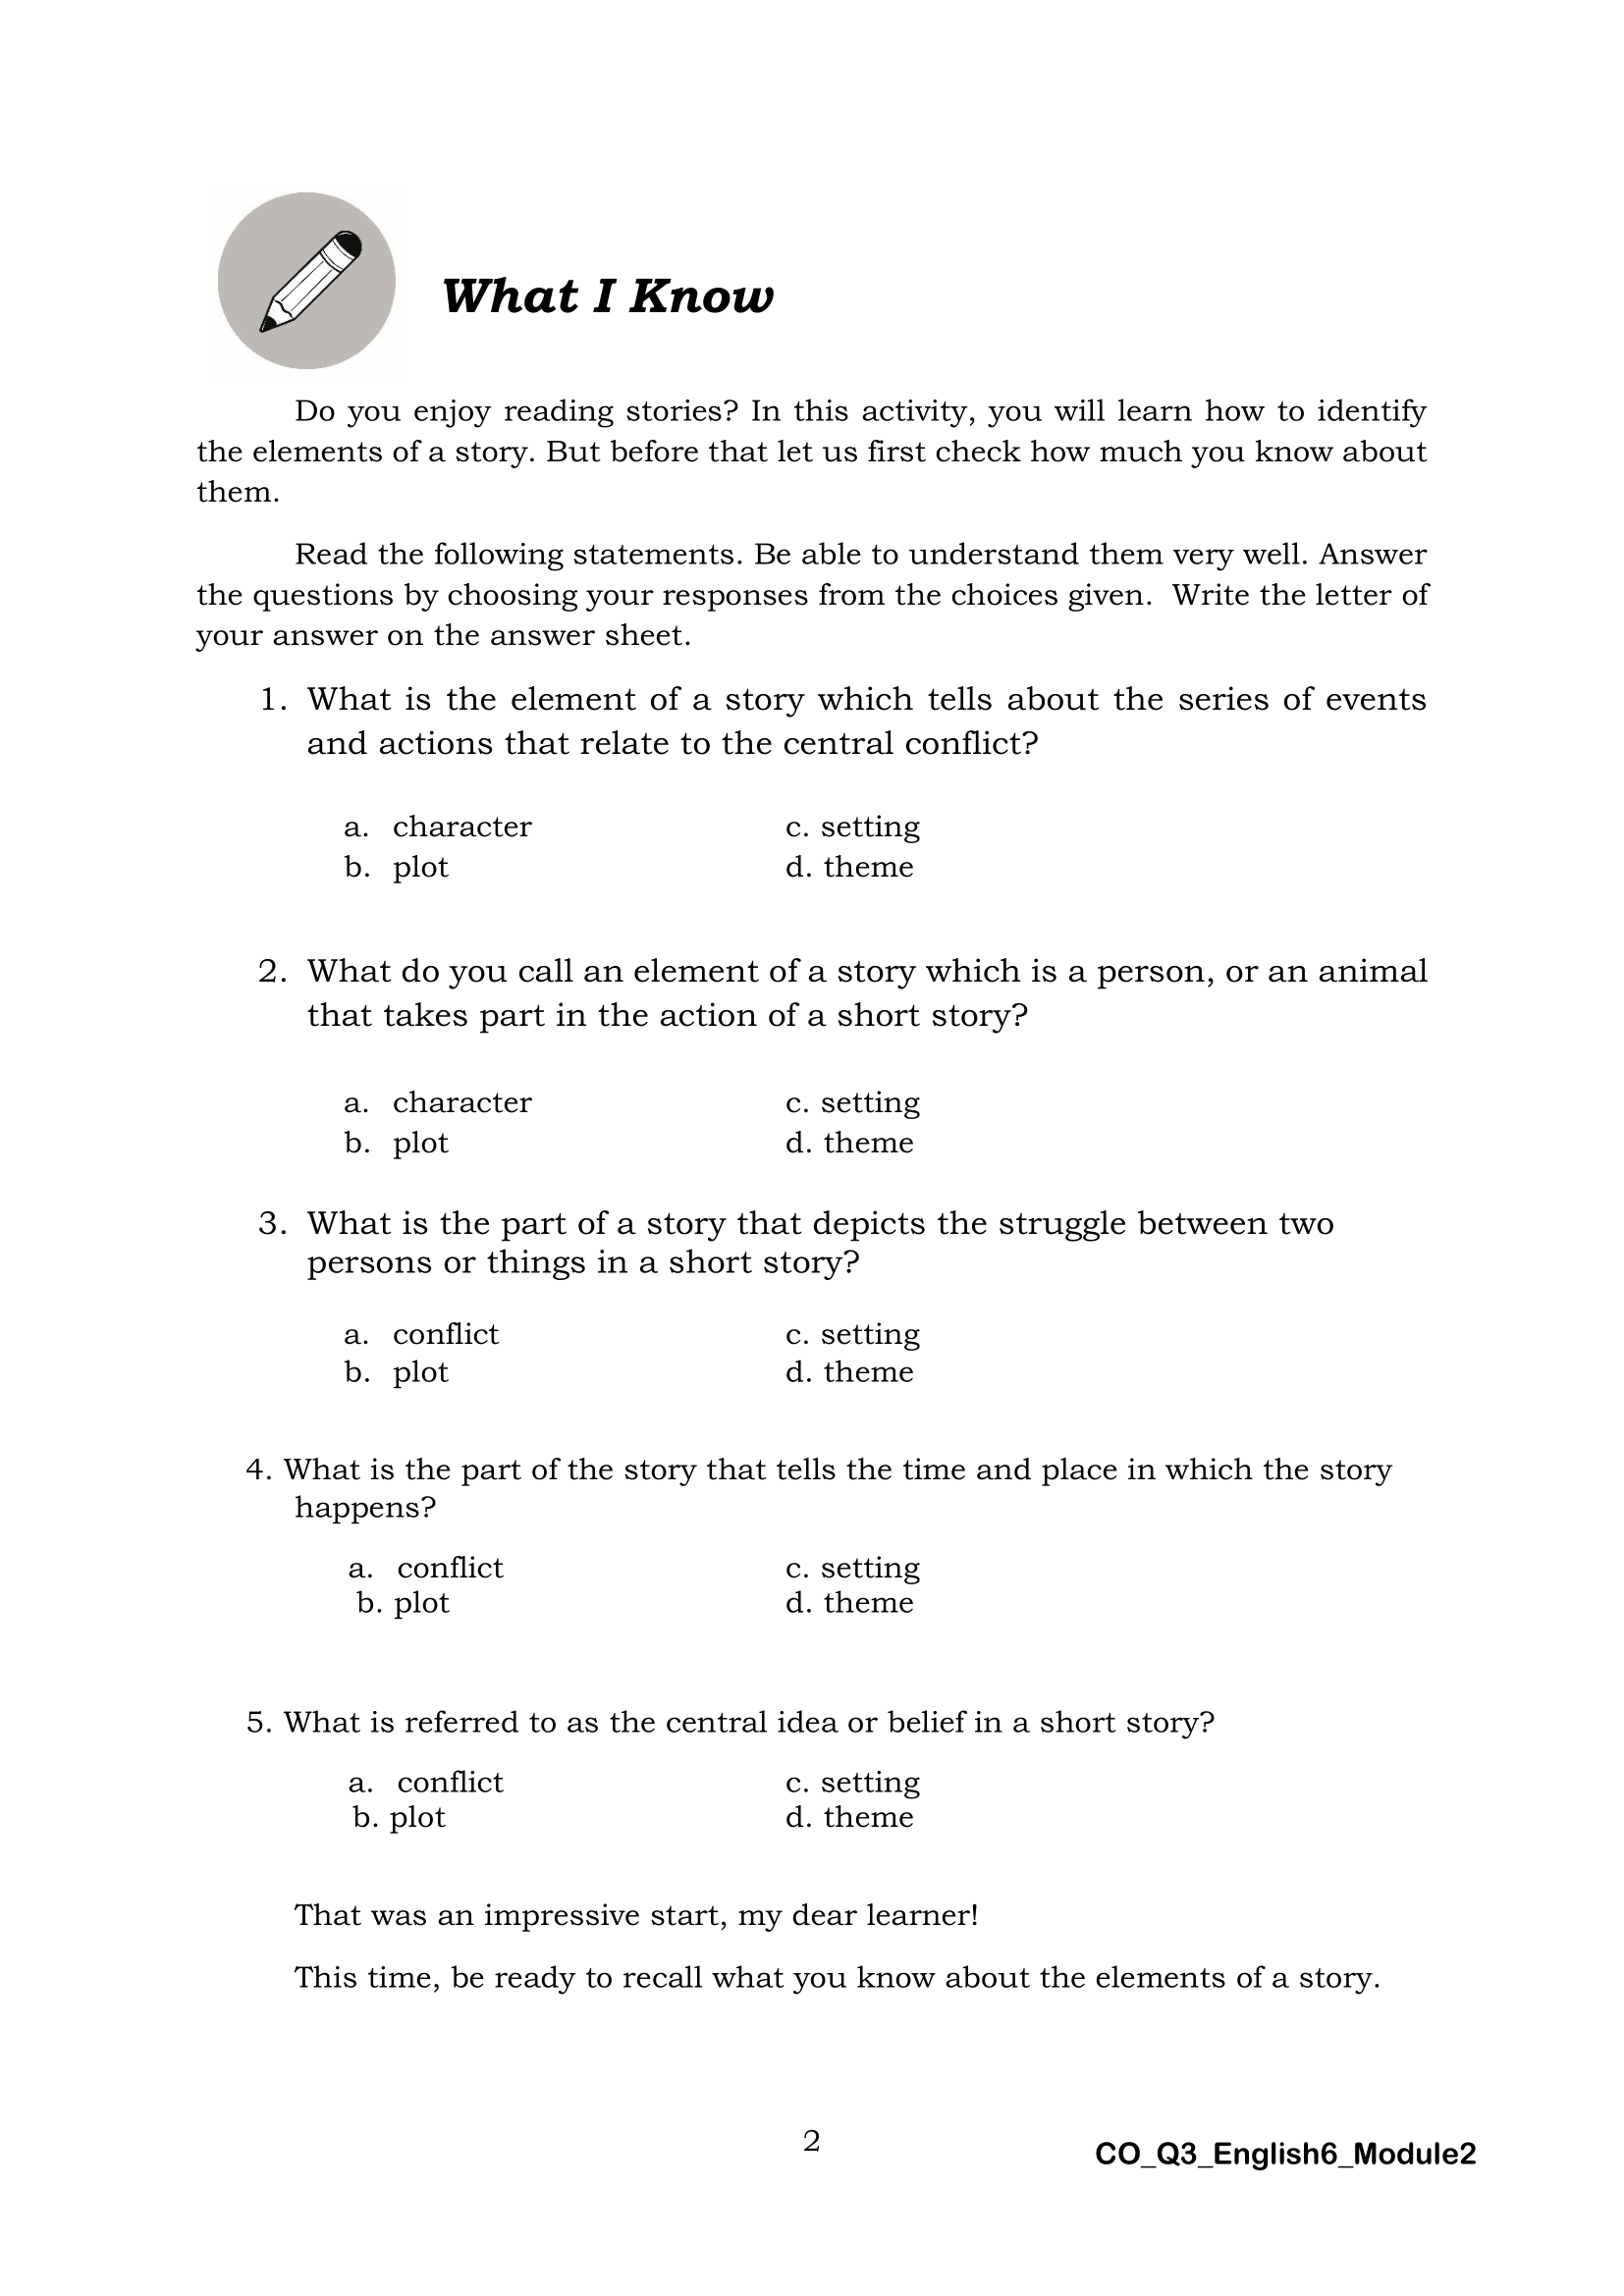 What I Know
Do you enjoy reading stories? In this activity, you will learn how to identify
the elements of a story. But before that let us first check how much you know about
them.
Read the following statements. Be able to understand them very well. Answer
the questions by choosing your responses from the choices given.  Write the letter of
your answer on the answer sheet.
1. What is the element of a story which tells about the series of events
and actions that relate to the central conflict?
a. character c. setting
b. plot d. theme
2. What do you call an element of a story which is a person, or an animal
that takes part in the action of a short story?
a. character c. setting
b. plot d. theme
3. What is the part of a story that depicts the struggle between two
persons or things in a short story?
a. conflict c. setting
b. plot d. theme
4. What is the part of the story that tells the time and place in which the story
happens?
a. conflict c. setting
b. plot d. theme
5. What is referred to as the central idea or belief in a short story?
a. conflict c. setting
b. plot d. theme
That was an impressive start, my dear learner!
This time, be ready to recall what you know about the elements of a story.
2
CO_Q3_English6_Module2